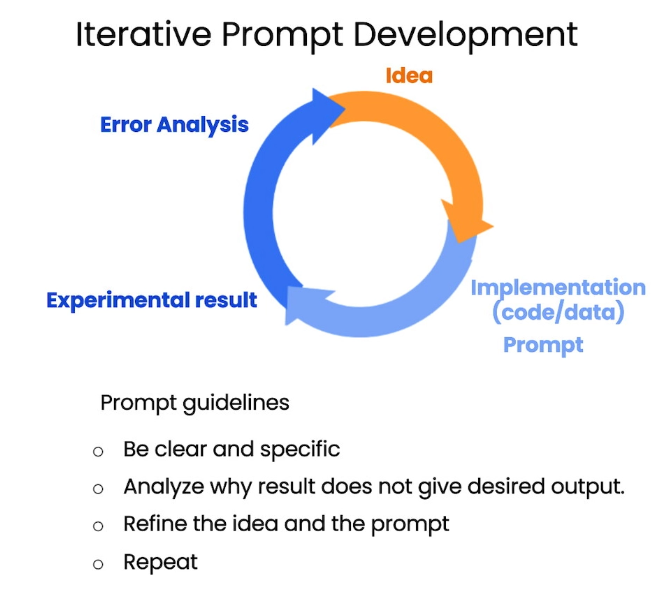 Iterative Prompt Development
Idea
Error Analysis
Implementation
(code/data)
Experimental result
Prompt
Prompt guidelines
o Be clear and specific
o Analyze why result does not give desired output.
o Refine the idea and the prompt
o Repeat